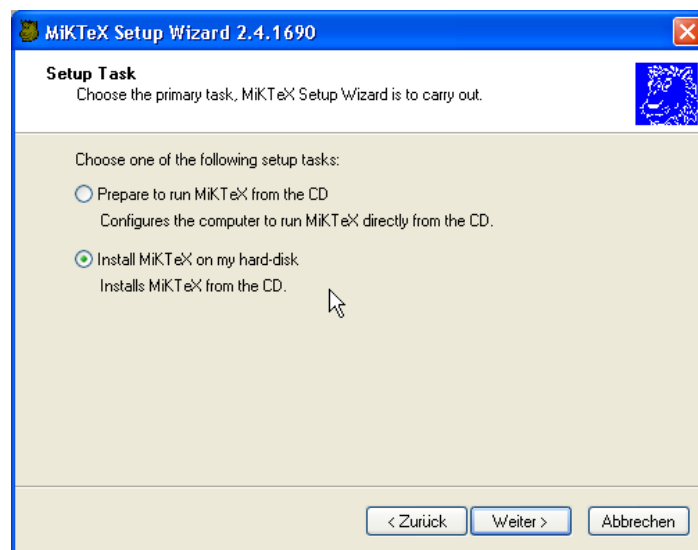 MiKTeX Setup Wizard 2.4.1690
Setup Task
Choose the primary task, MiKTeX Setup Wizard is to carry out.
Choose one of the following setup tasks:
Prepare to run MiKTeX from the CD
Configures the computer to run MiKTeX directly from the CD.
Install MiKTeX on my hard-disk
Installs MiKTeX from the CD.
< Zurück Weiter > Abbrechen